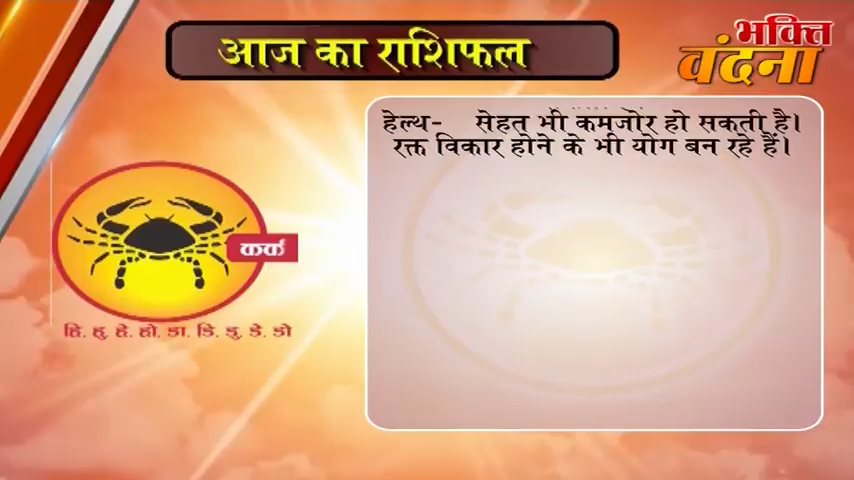 आज का राशिफल
भक्ति
वंदना
हेल्थ- सेहत भी कमजोर हो सकती है।
रक्त विकार होने के भी योग बन रहे हैं।
कर्क
हि. हु. हे. हो. डा. डि. डु. डे. डो